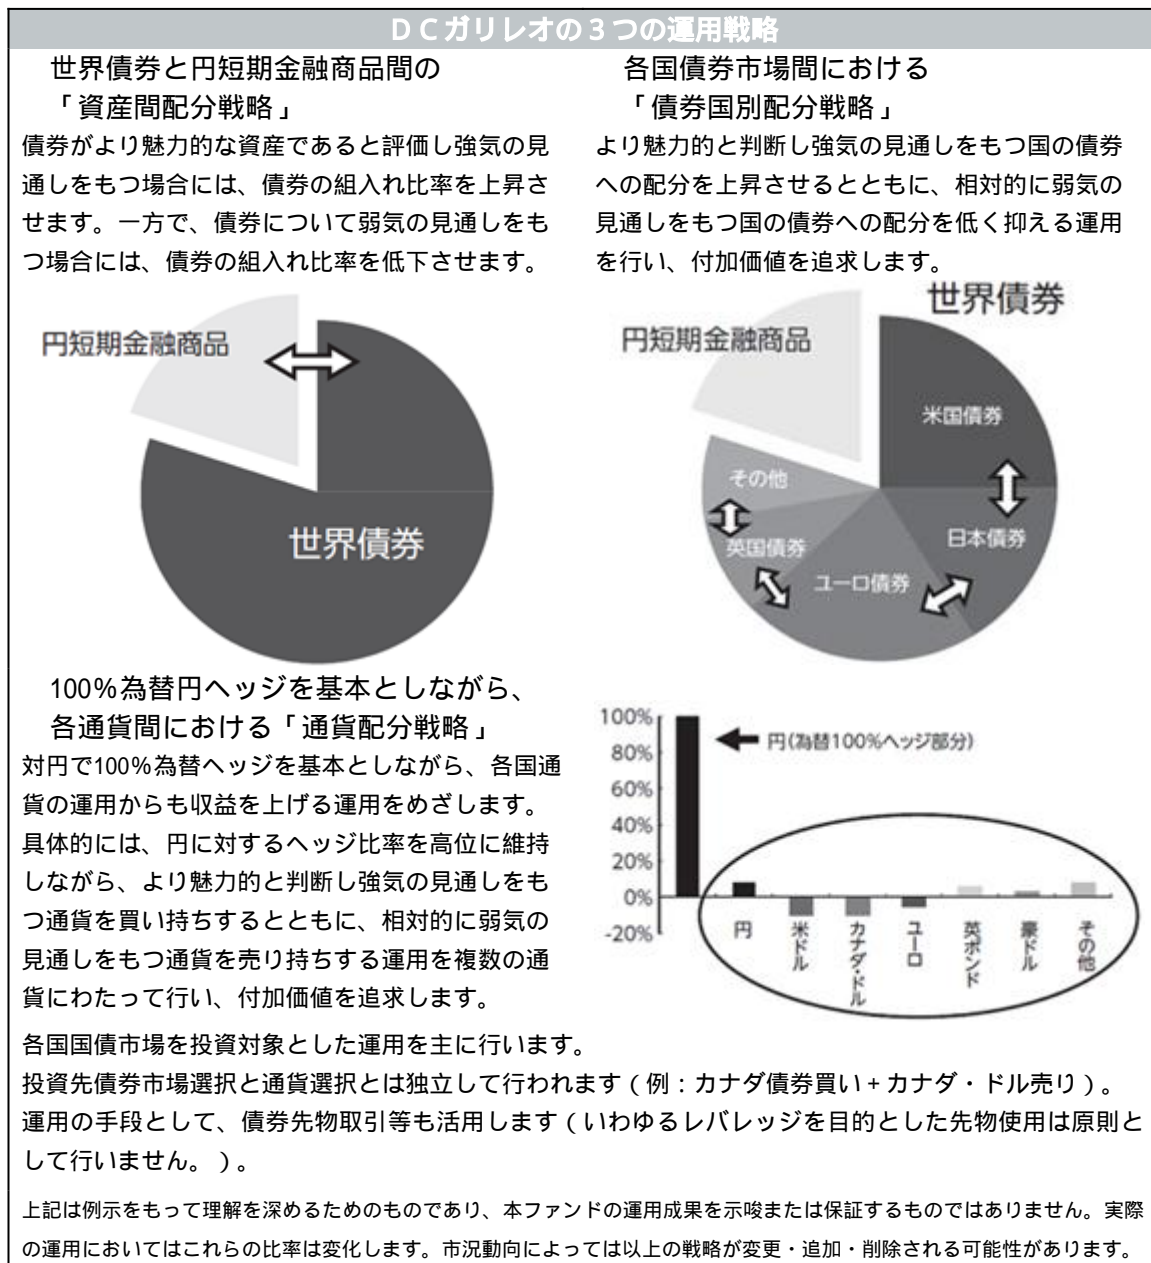 ＤＣガリレオの３つの運用戦略
世界債券と円短期金融商品間の
「資産間配分戦略」
債券がより魅力的な資産であると評価し強気の見
通しをもつ場合には、債券の組入れ比率を上昇さ
せます。一方で、債券について弱気の見通しをも
つ場合には、債券の組入れ比率を低下させます。
円短期金融商品
世界債券
各国債券市場間における
「債券国別配分戦略」
より魅力的と判断し強気の見通しをもつ国の債券
への配分を上昇させるとともに、相対的に弱気の
見通しをもつ国の債券への配分を低く抑える運用
を行い、付加価値を追求します。
世界債券
円短期金融商品
米国債券
その他
日本債券
英国債券
ユーロ債券
100％為替円ヘッジを基本としながら、
各通貨間における「通貨配分戦略」
対円で100％為替ヘッジを基本としながら、各国通
貨の運用からも収益を上げる運用をめざします。
具体的には、円に対するヘッジ比率を高位に維持
しながら、より魅力的と判断し強気の見通しをも
つ通貨を買い持ちするとともに、相対的に弱気の
見通しをもつ通貨を売り持ちする運用を複数の通
貨にわたって行い、付加価値を追求します。
100%
80%
60%
40%
20%
0%
-20%
円(為替100%ヘッジ部分)
円
米ドル
カナダ・ドル
ユーロ
英ポンド
豪ドル
その他
各国国債市場を投資対象とした運用を主に行います。
投資先債券市場選択と通貨選択とは独立して行われます（例：カナダ債券買い＋カナダ・ドル売り）。
運用の手段として、債券先物取引等も活用します（いわゆるレバレッジを目的とした先物使用は原則と
して行いません。）。
上記は例示をもって理解を深めるためのものであり、本ファンドの運用成果を示唆または保証するものではありません。実際
の運用においてはこれらの比率は変化します。市況動向によっては以上の戦略が変更・追加・削除される可能性があります。